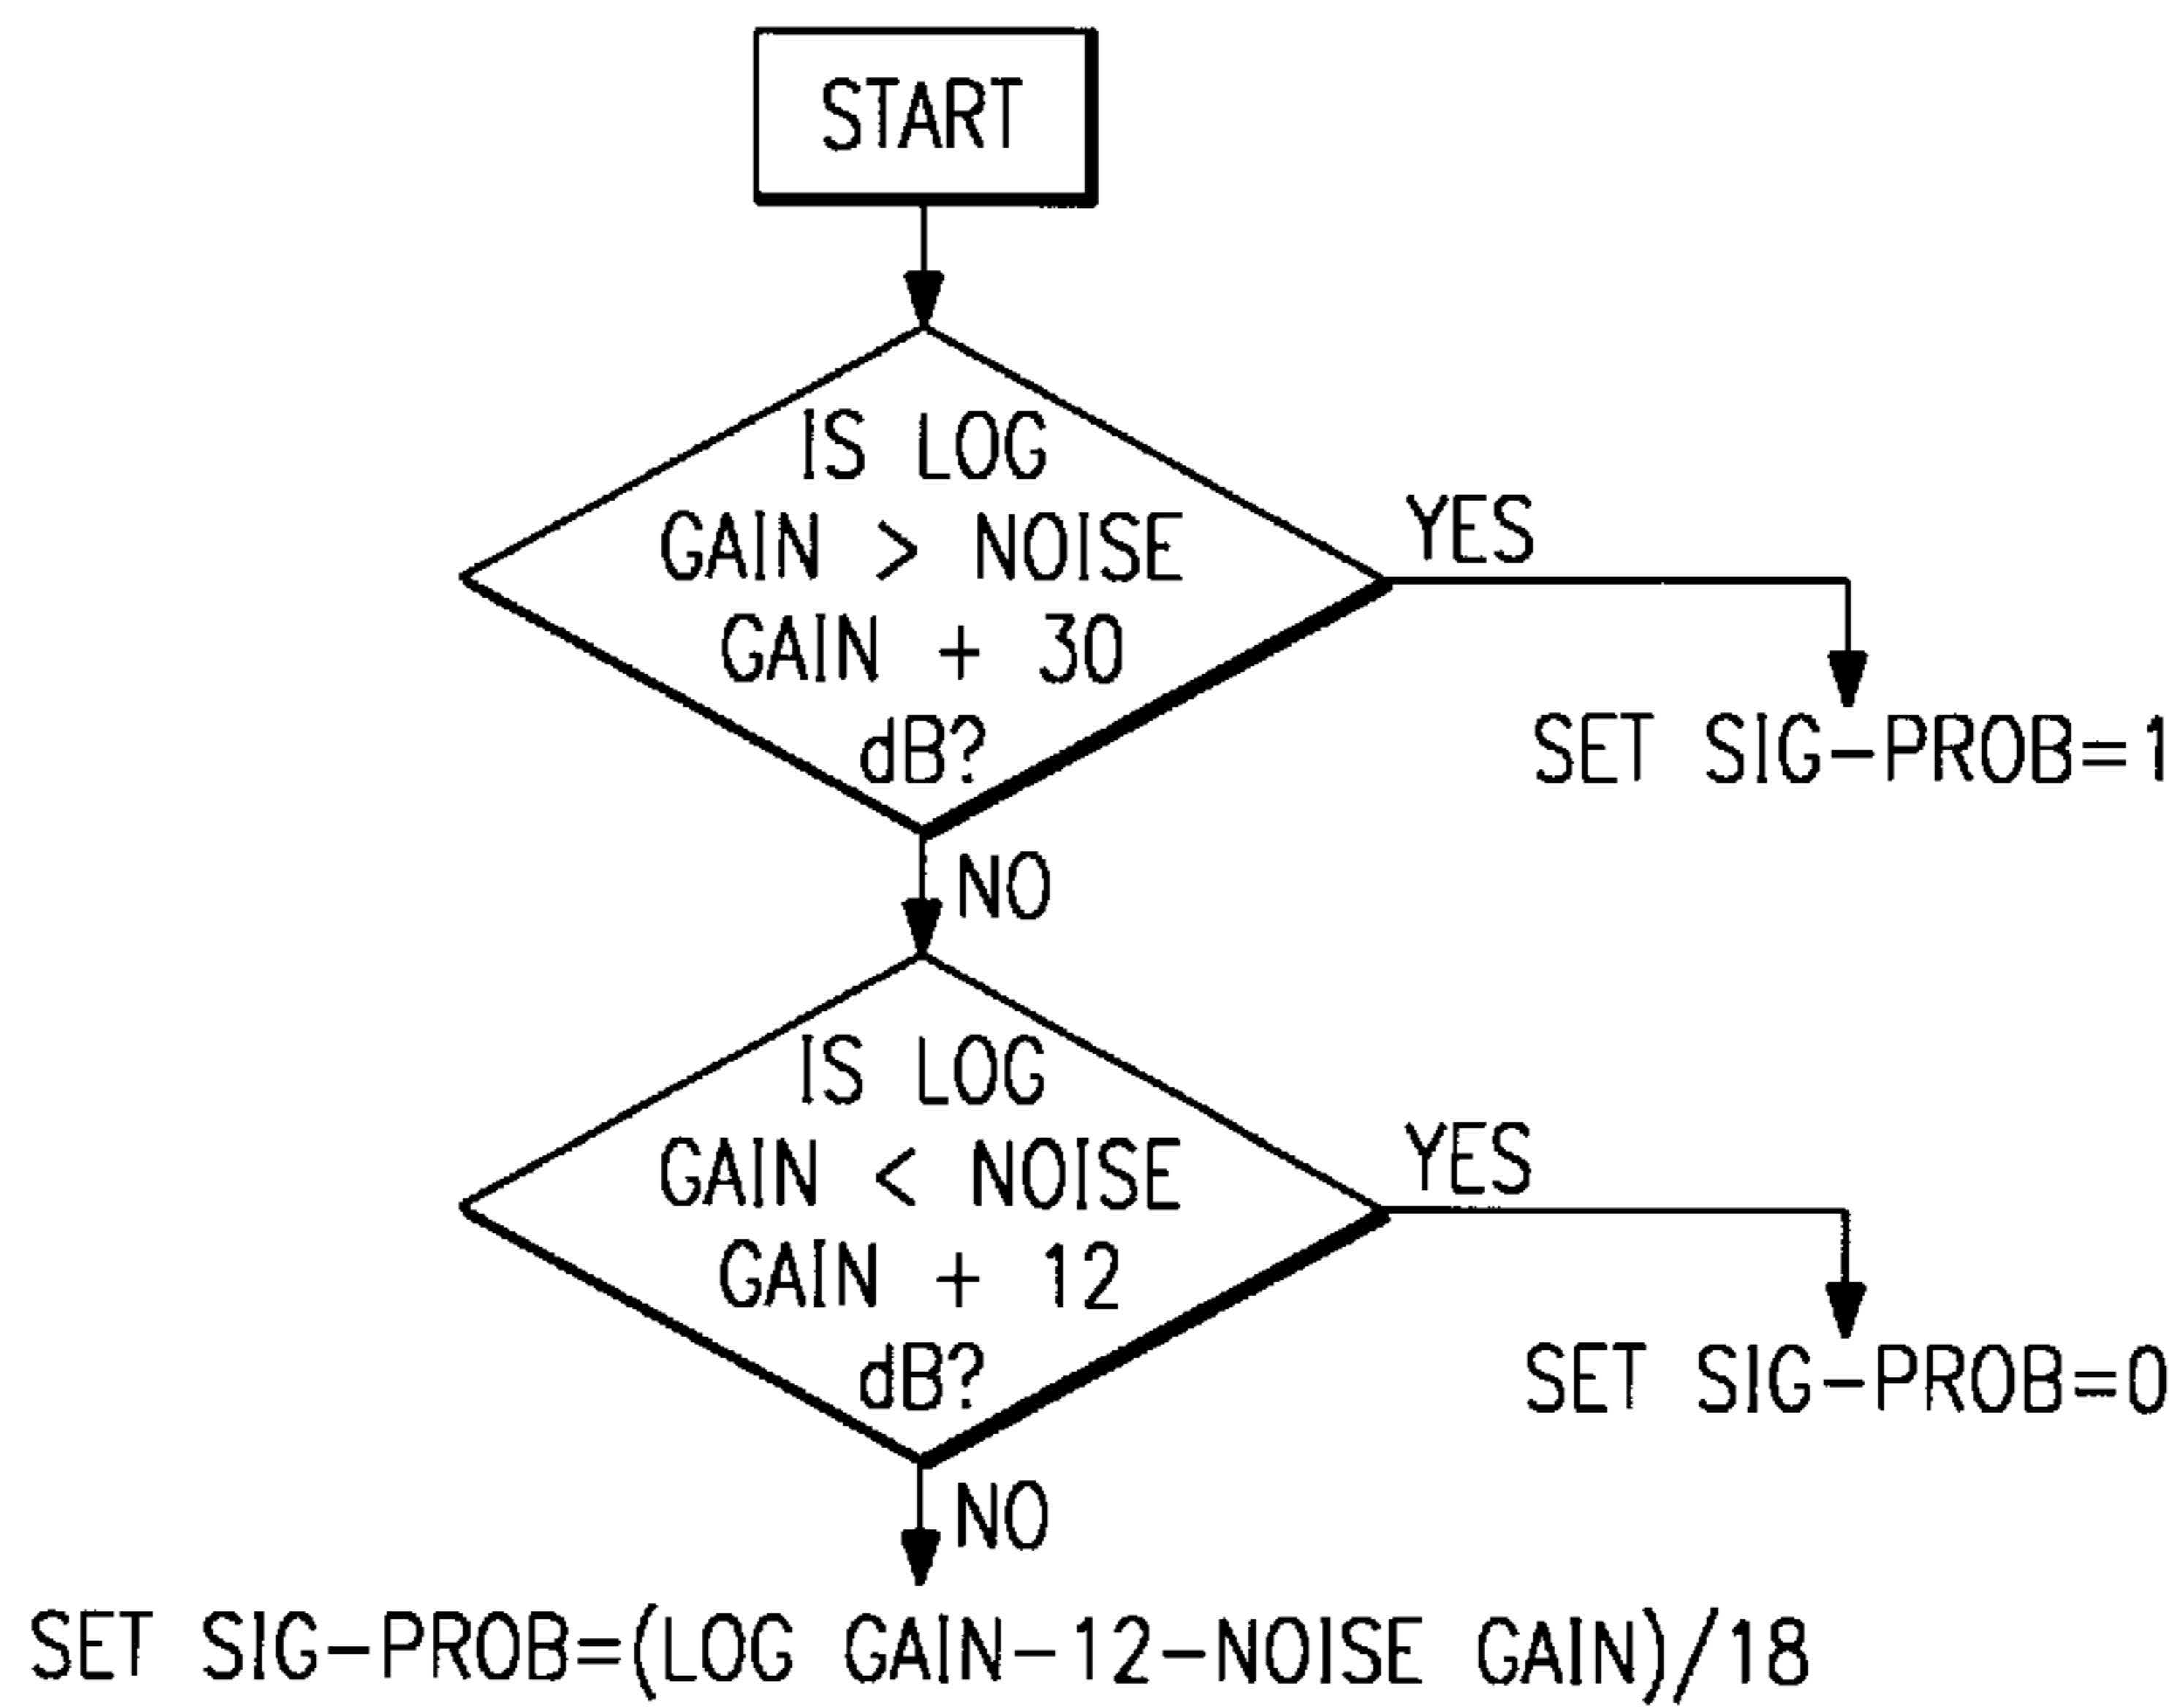 START
IS LOG
GAIN > NOISE
GAIN + 30
dB?
YES
SET SIG-PROB=1
NO
IS LOG
GAIN < NOISE
GAIN + 12
dB?
YES
SET SIG-PROB=0
NO
SET SIG-PROB=(LOG GAIN-12-NOISE GAIN)/18